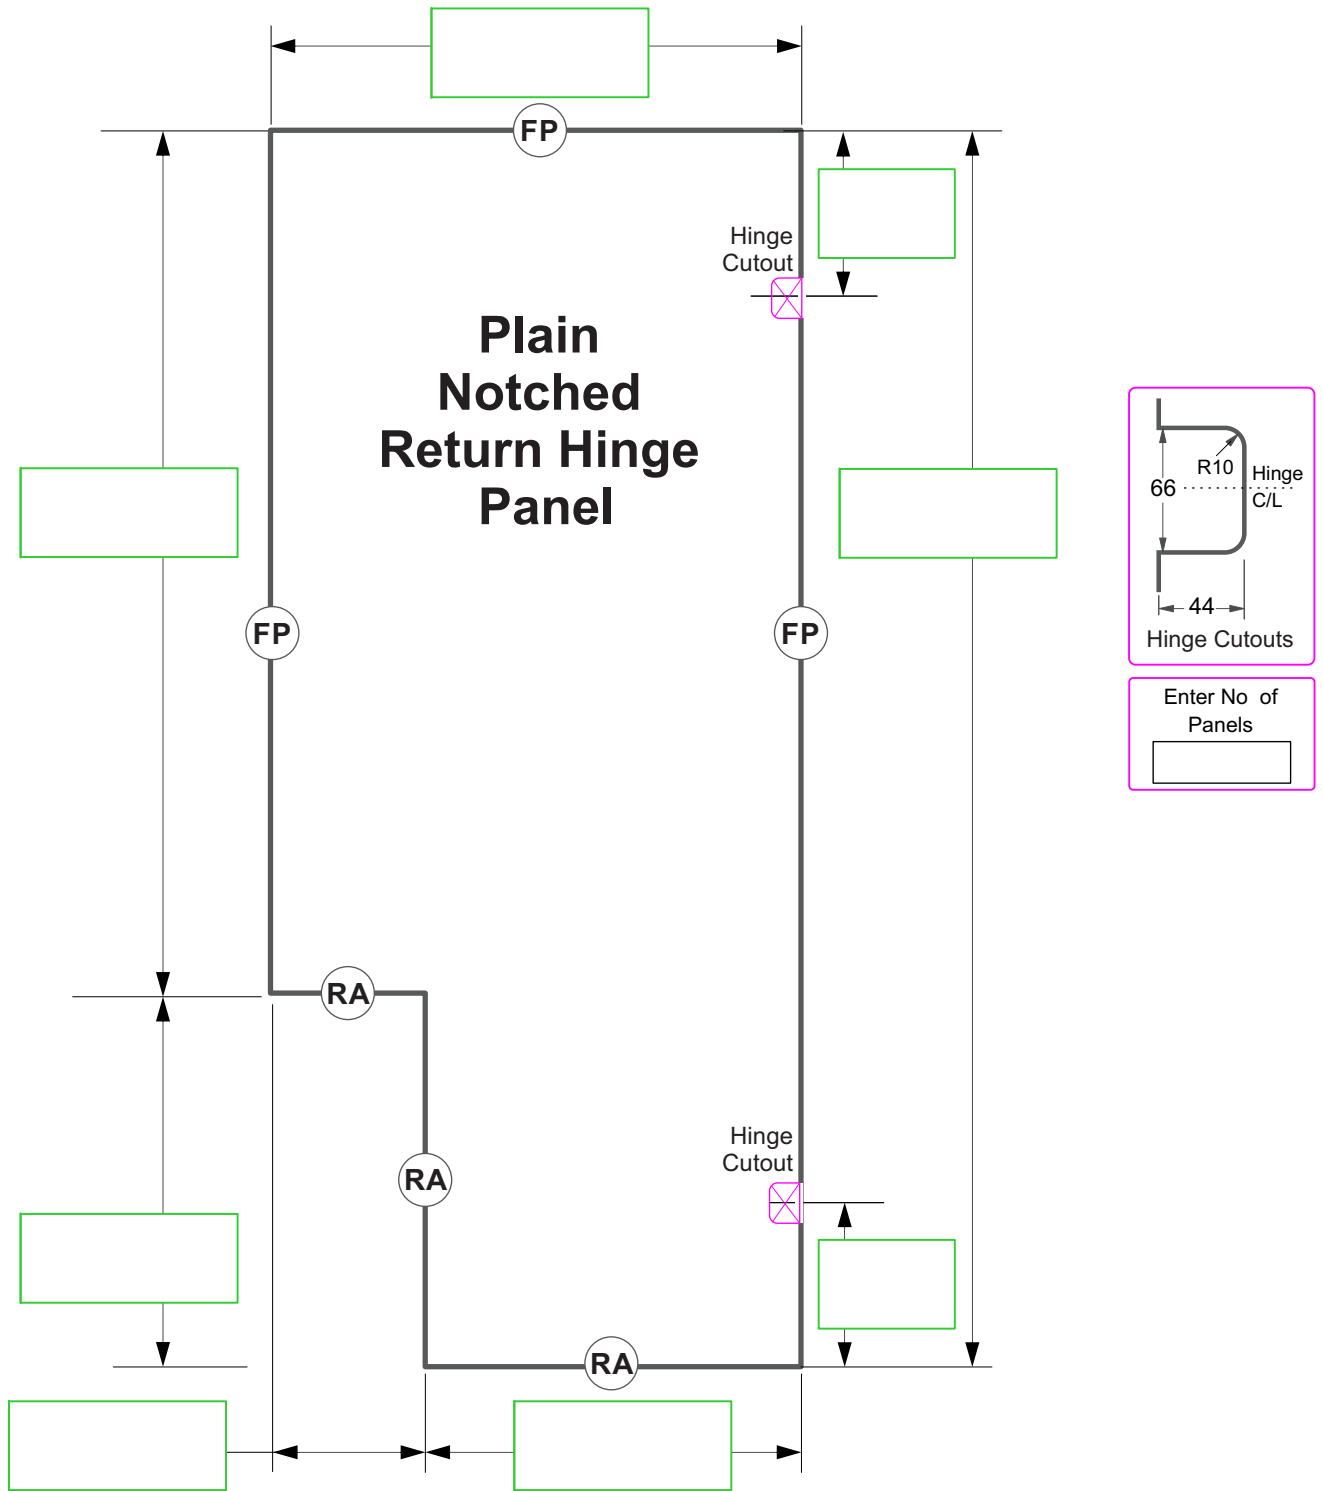 FP
Hinge
Cutout
Plain
Notched
Return Hinge
Panel
R10
Hinge
66
C/L
44
Hinge Cutouts
FP
FP
Enter No of
Panels
RA
Hinge
Cutout
RA
RA